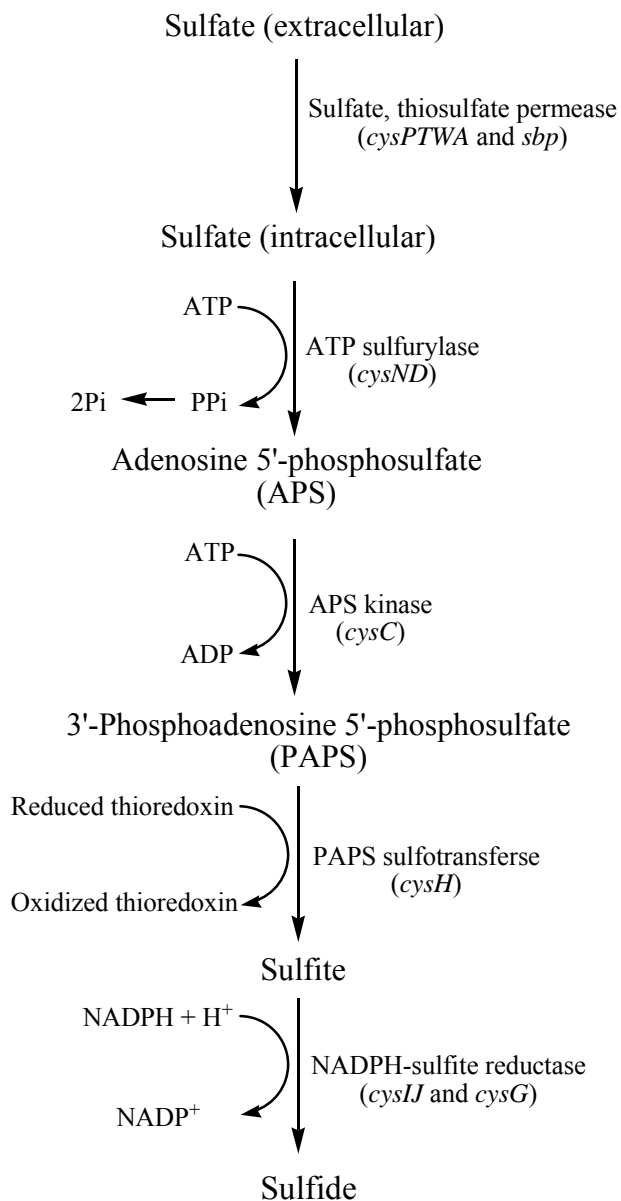 Sulfate (extracellular)
Sulfate, thiosulfate permease
(cysPTWA and sbp)
Sulfate (intracellular)
ATP
ATP sulfurylase
(cysND)
2Pi
PPi
Adenosine 5'-phosphosulfate
(APS)
ATP
APS kinase
(cysC)
ADP
3'-Phosphoadenosine 5'-phosphosulfate
(PAPS)
Reduced thioredoxin
PAPS sulfotransferse
(cysH)
Oxidized thioredoxin
Sulfite
NADPH + H⁺
NADPH-sulfite reductase
(cysIJ and cysG)
NADP⁺
Sulfide